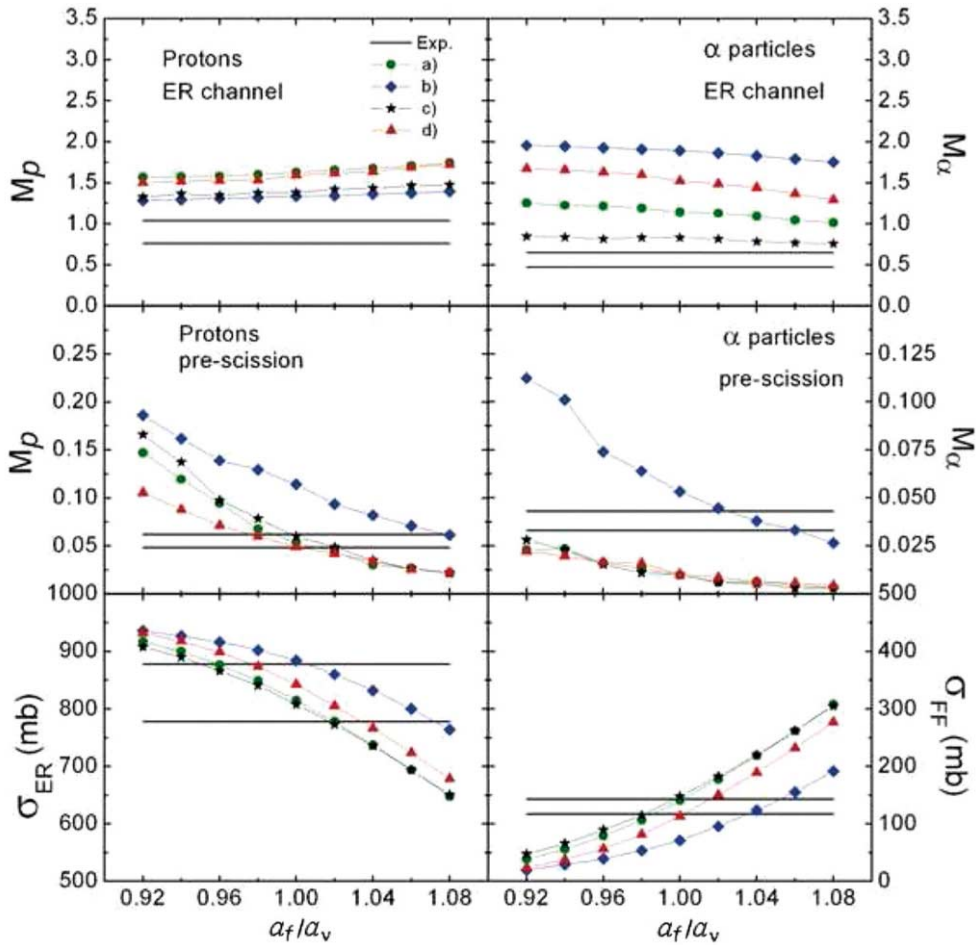 3.5
3.0
2.5
2.0
1.5
1.0
0.5
0.0
Mp
Protons
ER channel
Exp.
a)
b)
c)
d)
α particles
ER channel
3.5
3.0
2.5
2.0
1.5
1.0
0.5
0.0
Mα
0.25
0.20
0.15
0.10
0.05
1000
Mp
Protons
pre-scission
α particles
pre-scission
0.125
0.100
0.075
0.050
0.025
500
Mα
900
800
700
600
500
σER (mb)
400
300
200
100
0
σFF (mb)
0.92 0.96 1.00 1.04 1.08
0.92 0.96 1.00 1.04 1.08
af/av
af/av